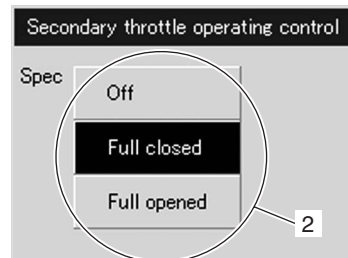 Secondary throttle operating control
Spec
Off
Full closed
Full opened
2